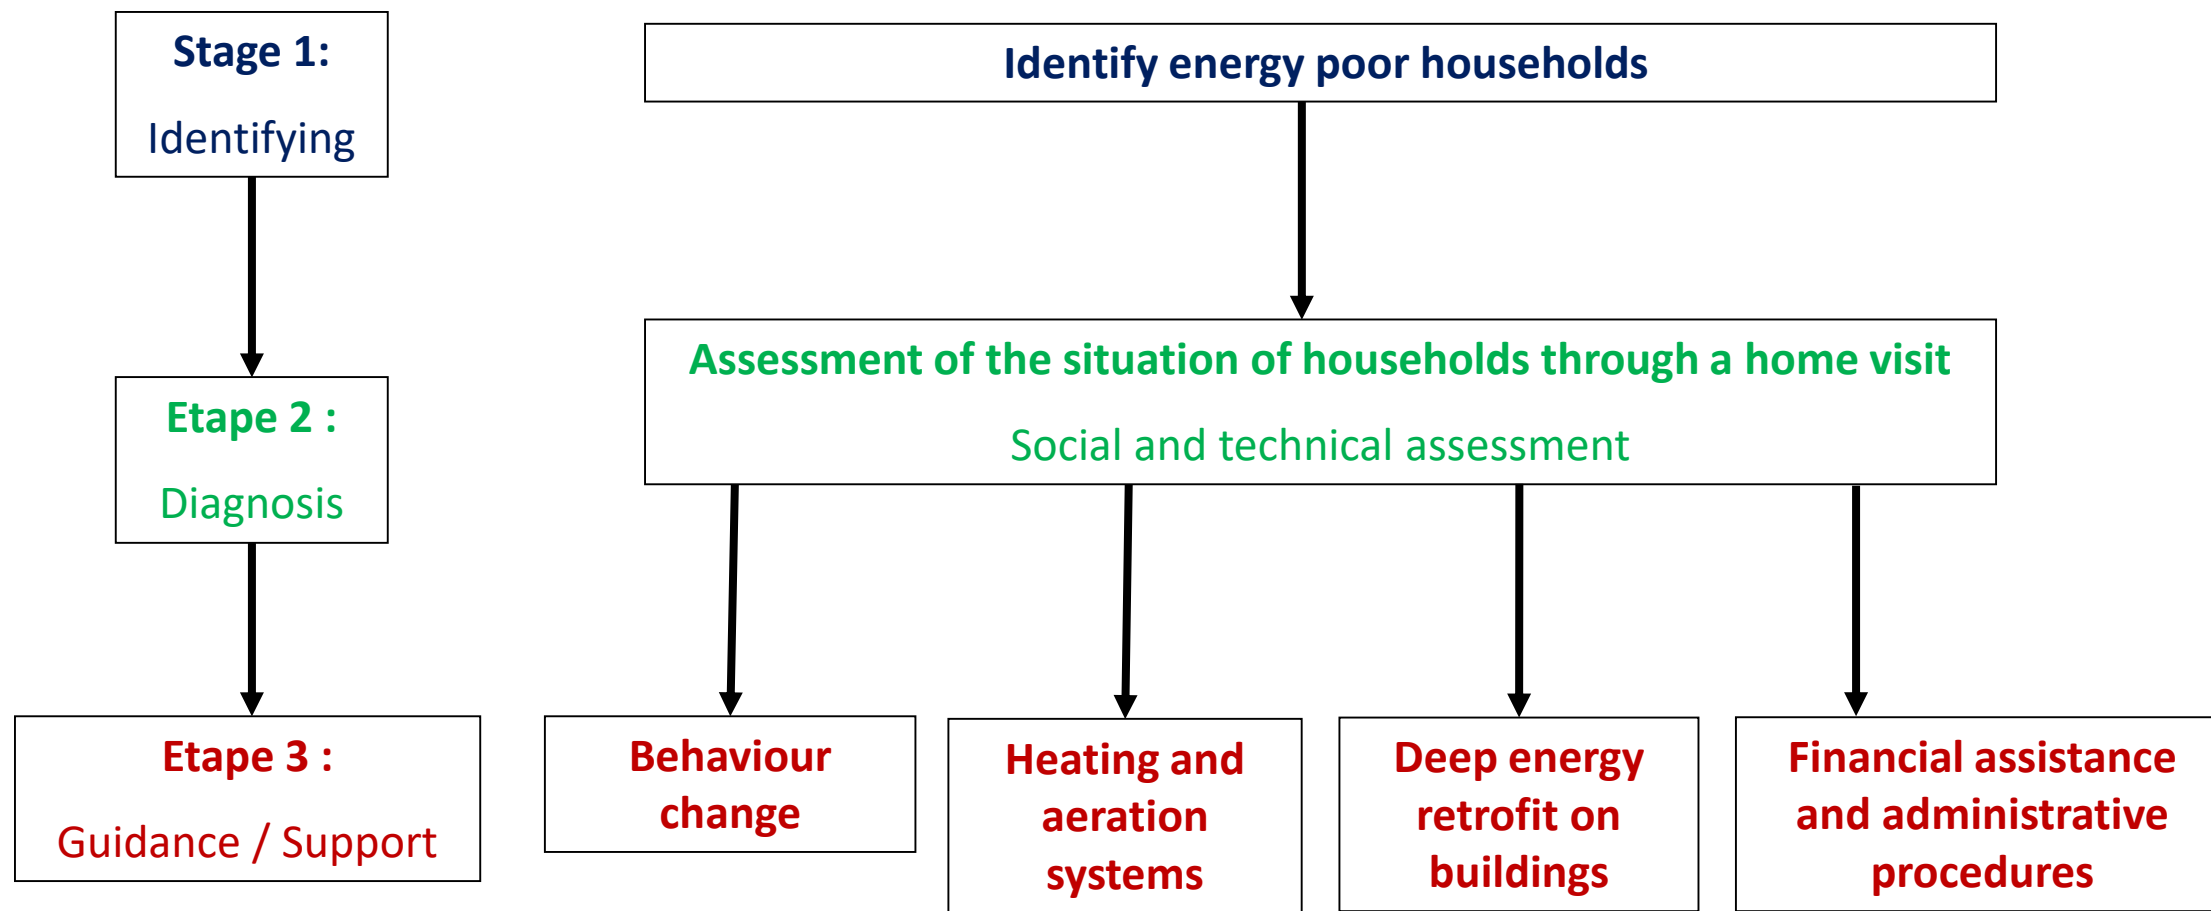 Stage 1:
Identifying
Identify energy poor households
Etape 2 :
Diagnosis
Assessment of the situation of households through a home visit
Social and technical assessment
Etape 3 :
Guidance / Support
Behaviour
change
Heating and
aeration
systems
Deep energy
retrofit on
buildings
Financial assistance
and administrative
procedures